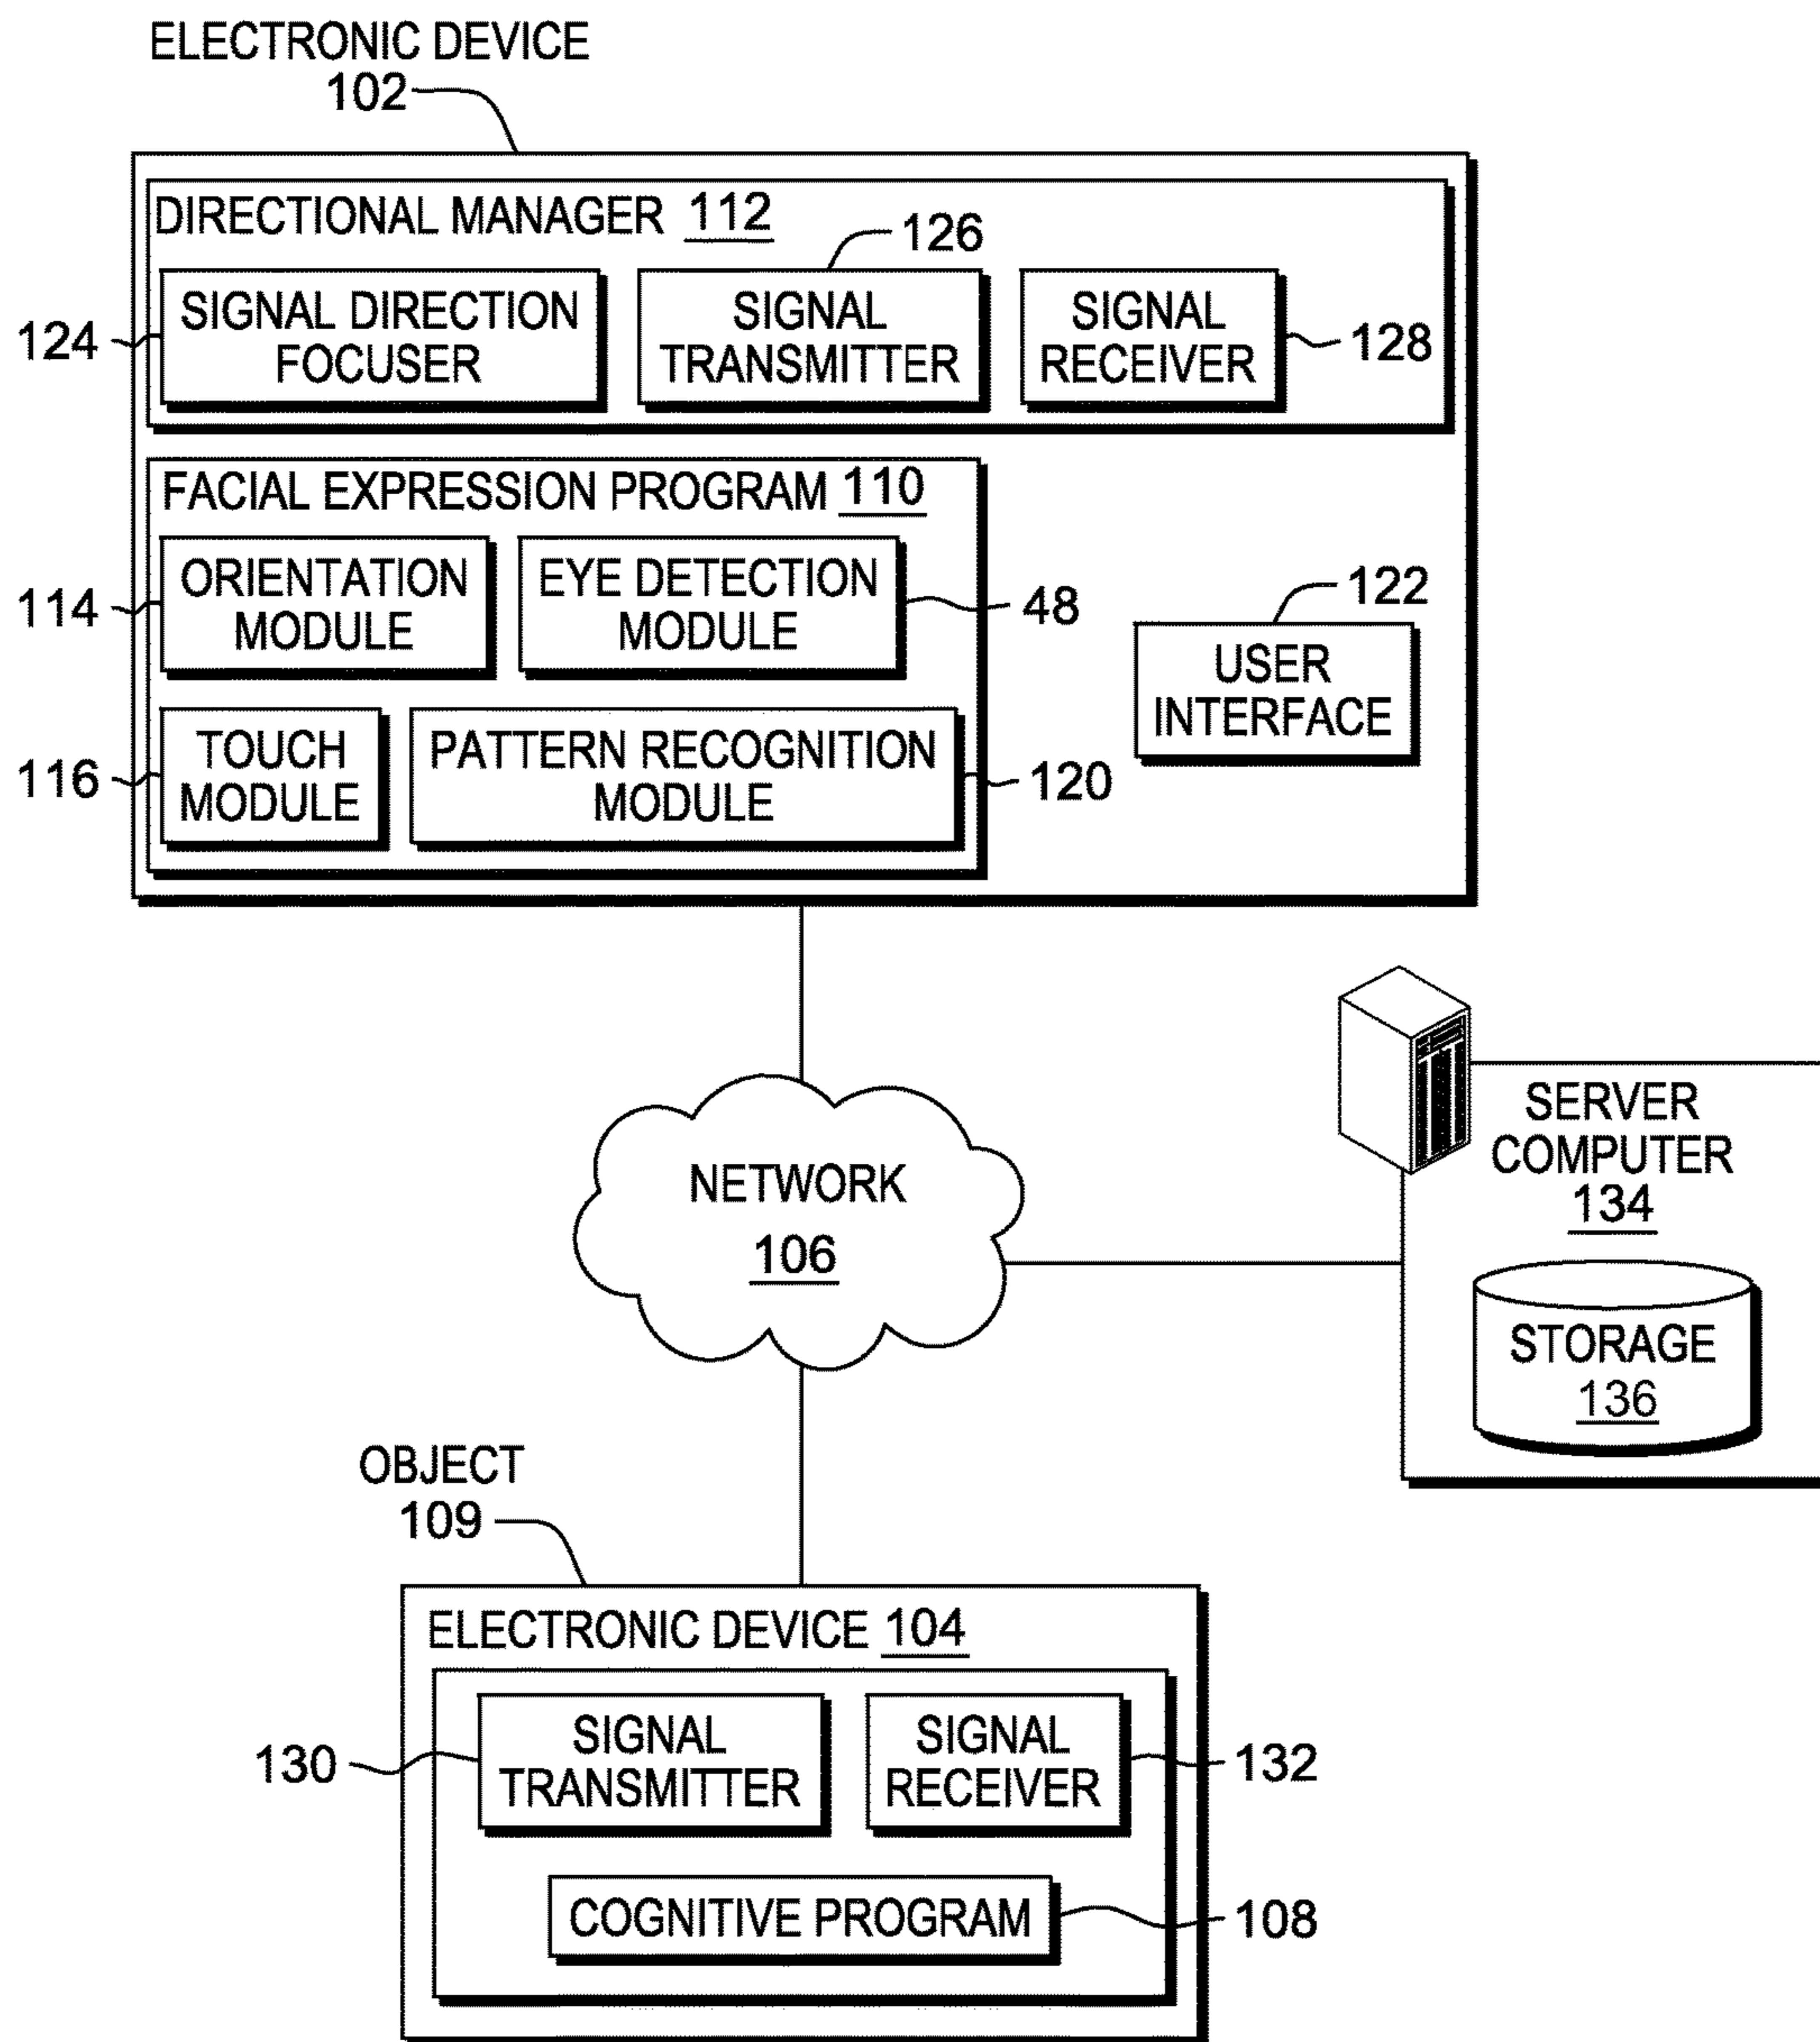 ELECTRONIC DEVICE
102
DIRECTIONAL MANAGER 112
126
124
SIGNAL DIRECTION
FOCUSER
SIGNAL
TRANSMITTER
SIGNAL
RECEIVER
128
FACIAL EXPRESSION PROGRAM 110
114
ORIENTATION
MODULE
EYE DETECTION
MODULE
48
122
USER
INTERFACE
116
TOUCH
MODULE
PATTERN RECOGNITION
MODULE
120
NETWORK
106
SERVER
COMPUTER
134
STORAGE
136
OBJECT
109
ELECTRONIC DEVICE 104
130
SIGNAL
TRANSMITTER
SIGNAL
RECEIVER
132
COGNITIVE PROGRAM
108